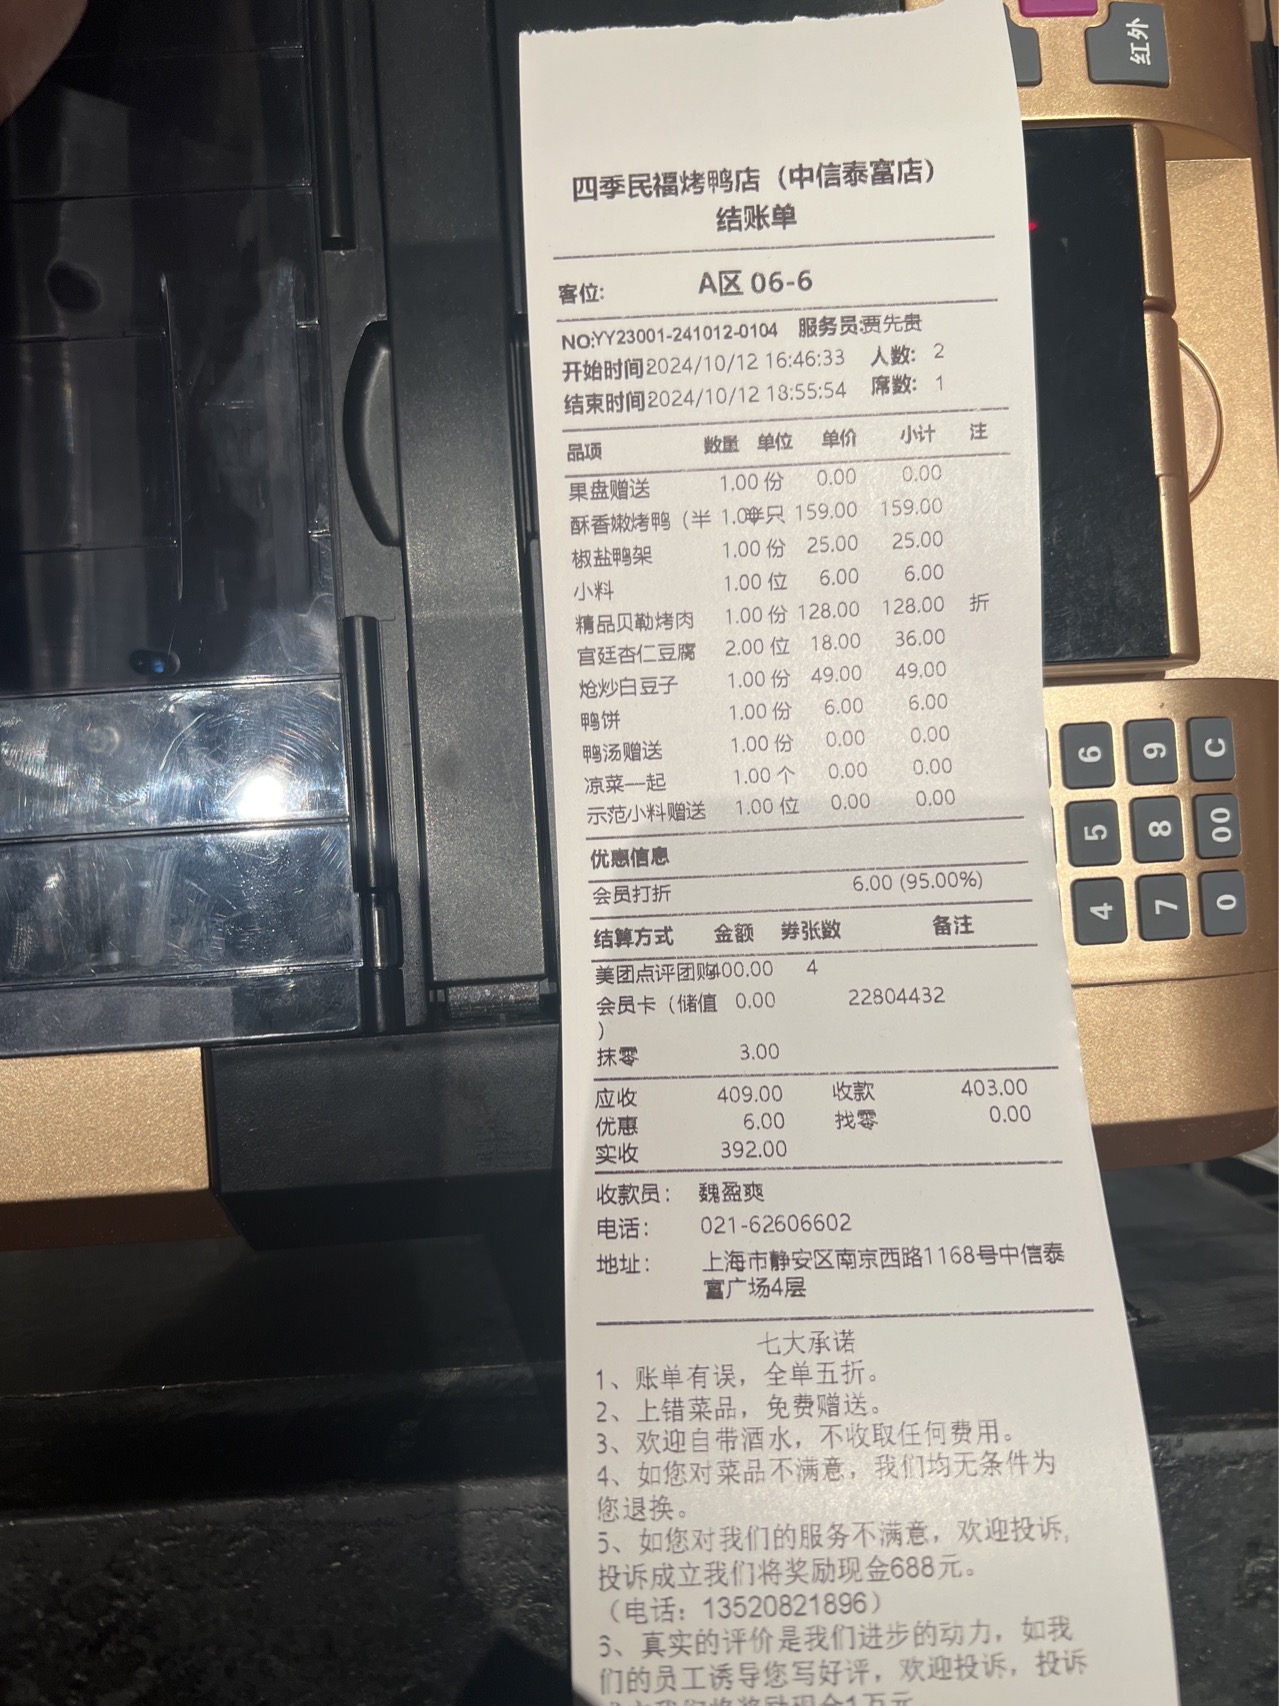 四季民福烤鸭店（中信泰富店）
结账单
客位: A区 06-6
NO:YY23001-241012-0104 服务员:贾先贵
开始时间2024/10/12 16:46:33 人数: 2
结束时间2024/10/12 18:55:54 席数: 1
品项 数量 单位 单价 小计 注
果盘赠送 1.00 份 0.00 0.00
酥香嫩烤鸭（半 1.00半只 159.00 159.00
椒盐鸭架 1.00 份 25.00 25.00
小料 1.00 位 6.00 6.00
精品贝勒烤肉 1.00 份 128.00 128.00 折
宫廷杏仁豆腐 2.00 位 18.00 36.00
炝炒白豆子 1.00 份 49.00 49.00
鸭饼 1.00 份 6.00 6.00
鸭汤赠送 1.00 份 0.00 0.00
凉菜一起 1.00 个 0.00 0.00
示范小料赠送 1.00 位 0.00 0.00
优惠信息
会员打折 6.00 (95.00%)
结算方式 金额 券张数 备注
美团点评团购400.00 4
会员卡（储值 0.00 22804432
）
抹零 3.00
应收 409.00 收款 403.00
优惠 6.00 找零 0.00
实收 392.00
收款员: 魏盈爽
电话: 021-62606602
地址: 上海市静安区南京西路1168号中信泰
富广场4层
七大承诺
1、账单有误，全单五折。
2、上错菜品，免费赠送。
3、欢迎自带酒水，不收取任何费用。
4、如您对菜品不满意，我们均无条件为
您退换。
5、如您对我们的服务不满意，欢迎投诉,
投诉成立我们将奖励现金688元。
（电话：13520821896）
6、真实的评价是我们进步的动力，如我
们的员工诱导您写好评，欢迎投诉，投诉
成立我们将奖励现金1万元
红外
6 9 C
5 8 00
4 7 0